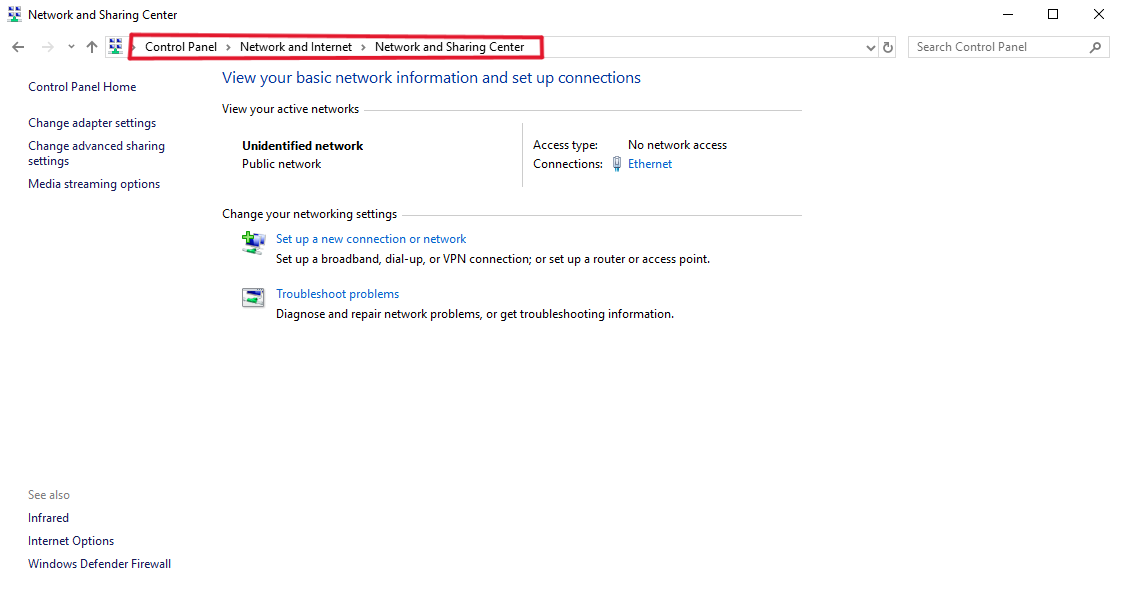 Network and Sharing Center
Control Panel > Network and Internet > Network and Sharing Center
Search Control Panel
Control Panel Home
Change adapter settings
Change advanced sharing
settings
Media streaming options
View your basic network information and set up connections
View your active networks
Unidentified network
Public network
Access type: No network access
Connections: Ethernet
Change your networking settings
Set up a new connection or network
Set up a broadband, dial-up, or VPN connection; or set up a router or access point.
Troubleshoot problems
Diagnose and repair network problems, or get troubleshooting information.
See also
Infrared
Internet Options
Windows Defender Firewall